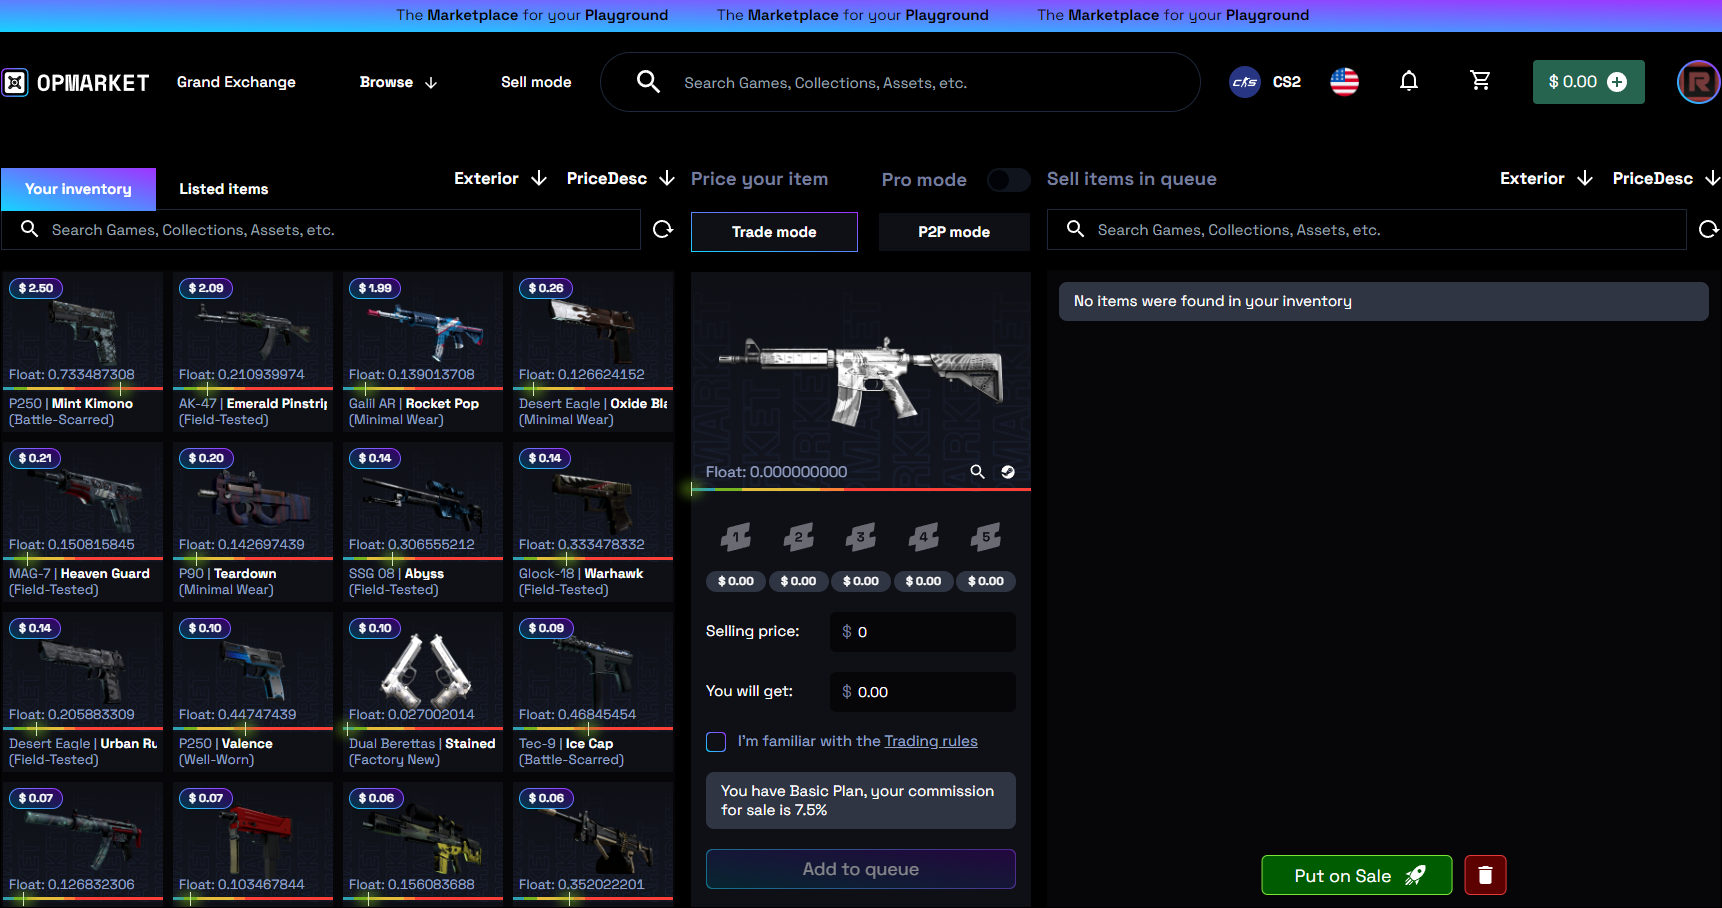 The Marketplace for your Playground The Marketplace for your Playground The Marketplace for your Playground
OPMARKET Grand Exchange Browse Sell mode Search Games, Collections, Assets, etc. CS2 $ 0.00
Your inventory Listed items Exterior PriceDesc
Search Games, Collections, Assets, etc.
$ 2.50
Float: 0.733487308
P250 | Mint Kimono
(Battle-Scarred)
$ 2.09
Float: 0.210939974
AK-47 | Emerald Pinstrip
(Field-Tested)
$ 1.99
Float: 0.139013708
Galil AR | Rocket Pop
(Minimal Wear)
$ 0.26
Float: 0.126624152
Desert Eagle | Oxide Bla
(Minimal Wear)
$ 0.21
Float: 0.150815845
MAG-7 | Heaven Guard
(Field-Tested)
$ 0.20
Float: 0.142697439
P90 | Teardown
(Minimal Wear)
$ 0.14
Float: 0.306555212
SSG 08 | Abyss
(Field-Tested)
$ 0.14
Float: 0.333478332
Glock-18 | Warhawk
(Field-Tested)
$ 0.14
Float: 0.205883309
Desert Eagle | Urban Ru
(Field-Tested)
$ 0.10
Float: 0.44747439
P250 | Valence
(Well-Worn)
$ 0.10
Float: 0.027002014
Dual Berettas | Stained
(Factory New)
$ 0.09
Float: 0.46845454
Tec-9 | Ice Cap
(Battle-Scarred)
$ 0.07
Float: 0.126832306
$ 0.07
Float: 0.103467844
$ 0.06
Float: 0.156083688
$ 0.06
Float: 0.352022201
Price your item Pro mode
Trade mode P2P mode
Float: 0.000000000
1 2 3 4 5
$ 0.00 $ 0.00 $ 0.00 $ 0.00 $ 0.00
Selling price: $ 0
You will get: $ 0.00
I'm familiar with the Trading rules
You have Basic Plan, your commission
for sale is 7.5%
Add to queue
Sell items in queue Exterior PriceDesc
Search Games, Collections, Assets, etc.
No items were found in your inventory
Put on Sale